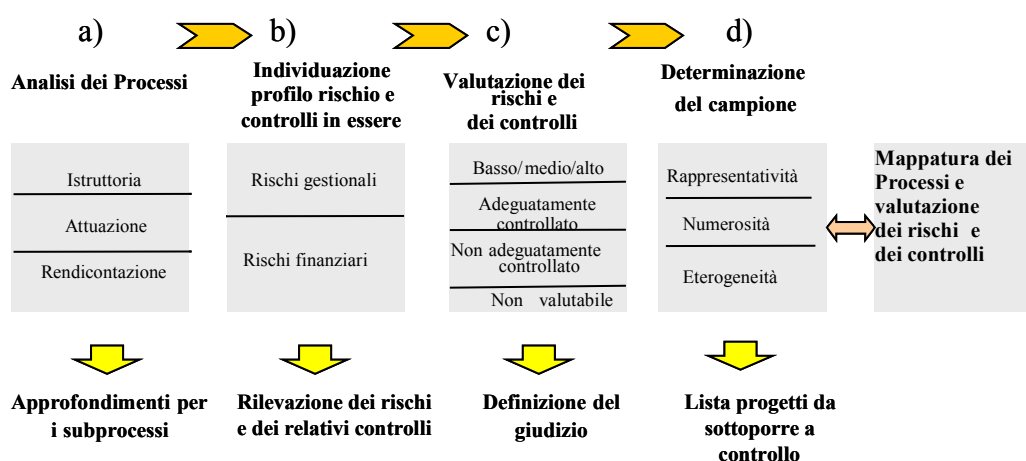 a)
b)
c)
d)
Analisi dei Processi
Individuazione
profilo rischio e
controlli in essere
Valutazione dei
rischi e
dei controlli
Determinazione
del campione
Istruttoria
Attuazione
Rendicontazione
Rischi gestionali
Rischi finanziari
Basso/medio/alto
Adeguatamente
controllato
Non adeguatamente
controllato
Non valutabile
Rappresentatività
Numerosità
Eterogeneità
Mappatura dei
Processi e
valutazione
dei rischi e
dei controlli
Approfondimenti per
i subprocessi
Rilevazione dei rischi
e dei relativi controlli
Definizione del
giudizio
Lista progetti da
sottoporre a
controllo